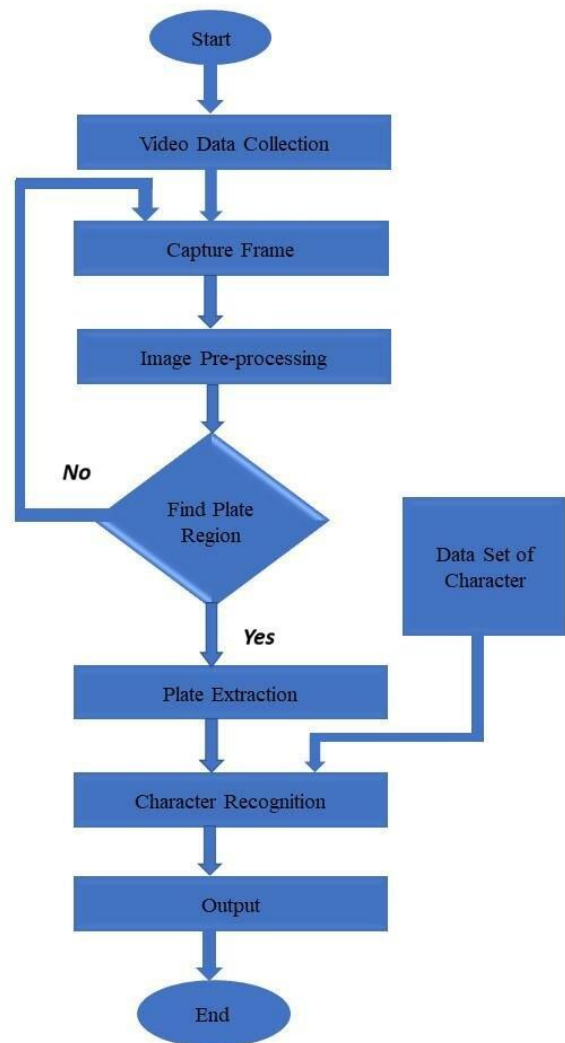 Start
Video Data Collection
Capture Frame
Image Pre-processing
No
Find Plate
Region
Data Set of
Character
Yes
Plate Extraction
Character Recognition
Output
End